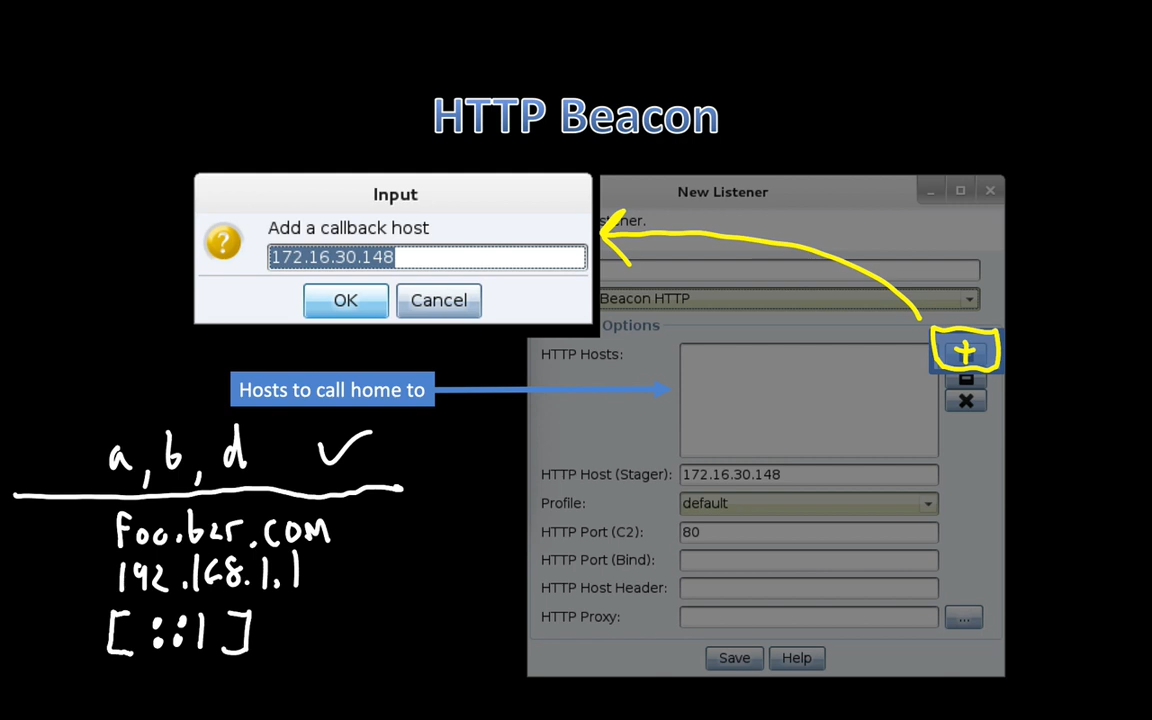 HTTP Beacon
Input
Add a callback host
172.16.30.148
OK Cancel
New Listener
Beacon HTTP
Options
HTTP Hosts:
Hosts to call home to
HTTP Host (Stager): 172.16.30.148
Profile: default
HTTP Port (C2): 80
HTTP Port (Bind):
HTTP Host Header:
HTTP Proxy: ...
Save Help
a, b, d ✓
foo.bar.com
192.168.1.1
[::1]